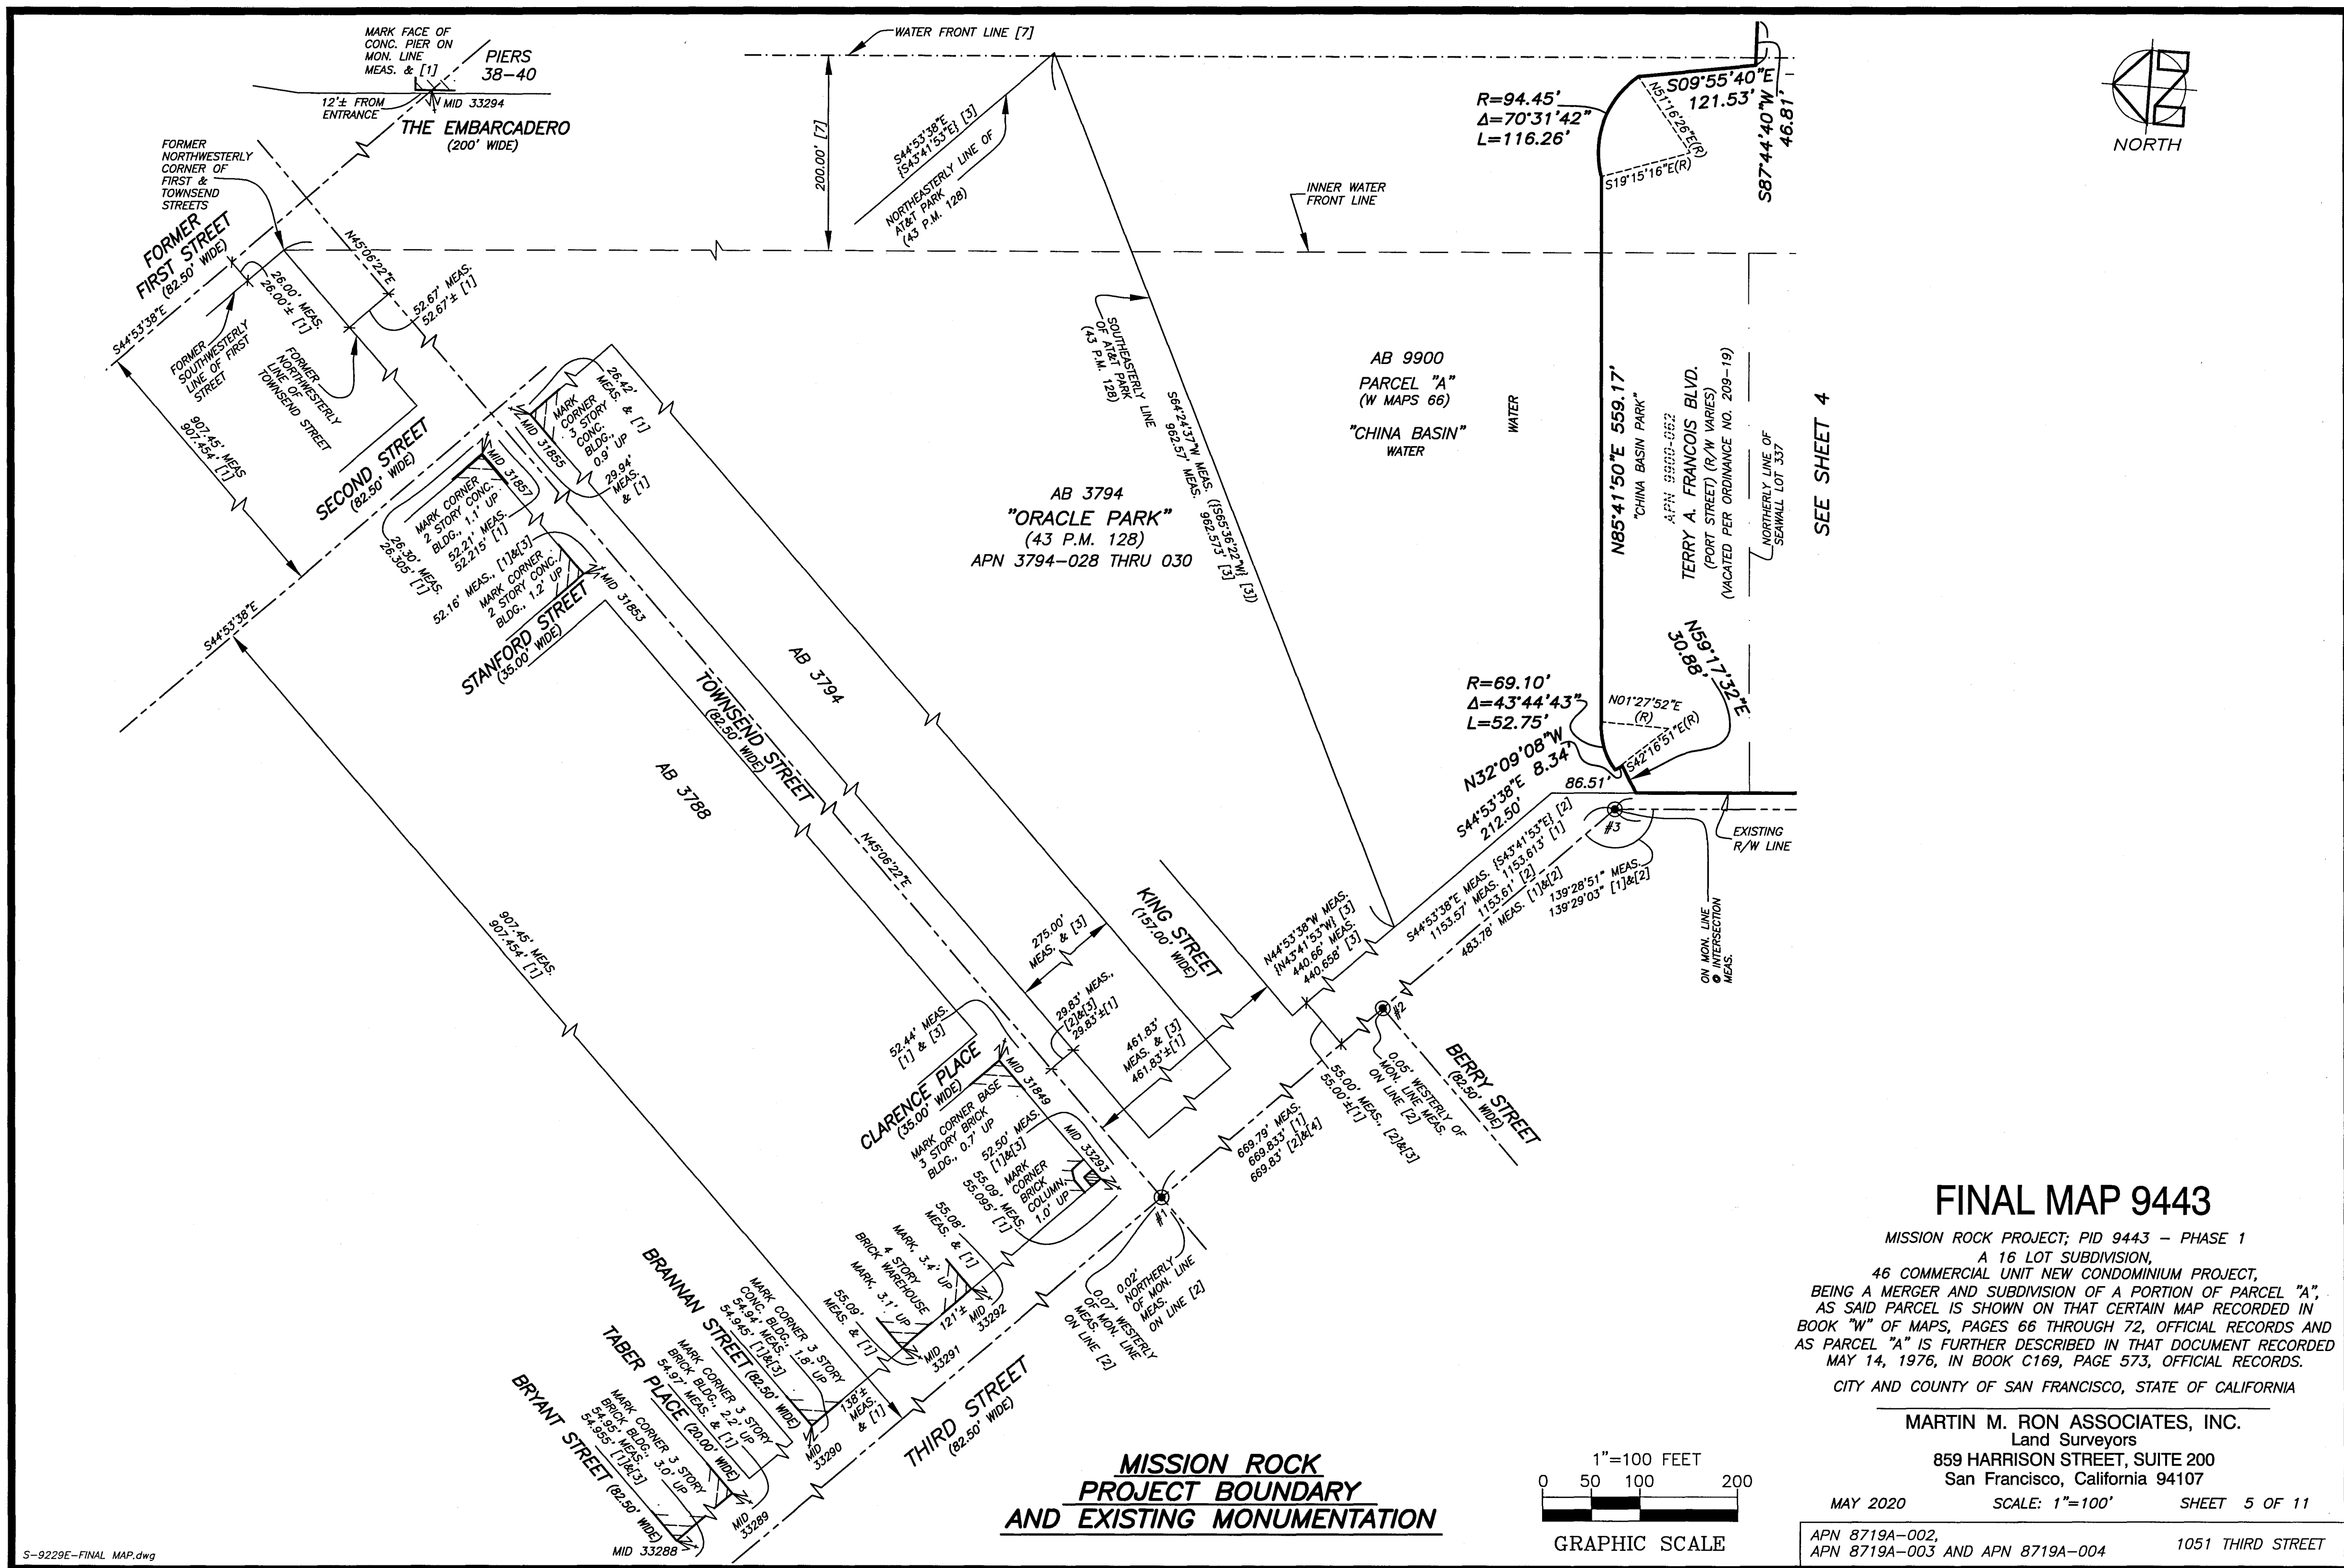 MARK FACE OF
CONC. PIER ON
MON. LINE
MEAS. & [1]
PIERS
38-40
12'± FROM
ENTRANCE
MID 33294
THE EMBARCADERO
(200' WIDE)
FORMER
NORTHWESTERLY
CORNER OF
FIRST &
TOWNSEND
STREETS
FORMER
FIRST STREET
(82.50' WIDE)
N45°06'22"E
26.00' MEAS.
26.00'± [1]
52.67' MEAS.
52.67'± [1]
S44°53'38"E
FORMER
SOUTHWESTERLY
LINE OF FIRST
STREET
FORMER
NORTHWESTERLY
LINE OF
TOWNSEND STREET
907.45' MEAS
907.454' [1]
WATER FRONT LINE [7]
200.00' [7]
S44°53'38"E
{S43°41'53"E} [3]
NORTHEASTERLY LINE OF
AT&T PARK
(43 P.M. 128)
INNER WATER
FRONT LINE
R=94.45'
Δ=70°31'42"
L=116.26'
S09°55'40"E
121.53'
N51°16'26"E(R)
S19°15'16"E(R)
S87°44'40"W
46.81'
NORTH
SECOND STREET
(82.50' WIDE)
MID 31855
MARK
CORNER
3 STORY
CONC.
BLDG.,
0.9' UP
26.42'
MEAS.
& [1]
29.94'
MEAS.
& [1]
MID 31857
MARK CORNER
2 STORY CONC.
BLDG., 1.1' UP
52.21' MEAS.
52.215' [1]
26.30' MEAS.
26.305' [1]
52.16' MEAS., [1]&[3]
MARK CORNER
2 STORY CONC.
BLDG., 1.2' UP
MID 31853
STANFORD STREET
(35.00' WIDE)
S44°53'38"E
SOUTHEASTERLY LINE
OF AT&T PARK
(43 P.M. 128)
S64°24'37"W MEAS. ({S65°36'22"W} [3])
962.57' MEAS. 962.573' [3]
AB 9900
PARCEL "A"
(W MAPS 66)
"CHINA BASIN"
WATER
WATER
AB 3794
"ORACLE PARK"
(43 P.M. 128)
APN 3794-028 THRU 030
N85°41'50"E 559.17'
"CHINA BASIN PARK"
APN 9900-062
TERRY A. FRANCOIS BLVD.
(PORT STREET) (R/W VARIES)
(VACATED PER ORDINANCE NO. 209-19)
NORTHERLY LINE OF
SEAWALL LOT 337
SEE SHEET 4
AB 3794
TOWNSEND STREET
(82.50' WIDE)
AB 3788
N45°06'22"E
R=69.10'
Δ=43°44'43"
L=52.75'
N01°27'52"E
(R)
S42°16'51"E(R)
N59°17'32"E
30.88'
N32°09'08"W
8.34'
S44°53'38"E
212.50'
86.51'
#3
EXISTING
R/W LINE
ON MON. LINE
@ INTERSECTION
MEAS.
S44°53'38"E MEAS. {S43°41'53"E} [2]
1153.57' MEAS. 1153.613' [1]
1153.61' [2]
483.78' MEAS. [1]&[2]
139°28'51" MEAS.
139°29'03" [1]&[2]
907.45' MEAS.
907.454' [1]
275.00'
MEAS. & [3]
KING STREET
(157.00' WIDE)
N44°53'38"W MEAS.
{N43°41'53"W} [3]
440.66' MEAS.
440.658' [3]
29.83' MEAS.,
[2]&[3]
29.83'±[1]
461.83'
MEAS. & [3]
461.83'±[1]
#2
0.05' WESTERLY OF
MON. LINE MEAS.
ON LINE [2]
BERRY STREET
(82.50' WIDE)
55.00' MEAS., [2]&[3]
55.00'±[1]
669.79' MEAS.
669.833' [1]
669.83' [2]&[4]
52.44' MEAS.
[1] & [3]
CLARENCE PLACE
(35.00' WIDE)
MID 31849
MARK CORNER BASE
3 STORY BRICK
BLDG., 0.7' UP
52.50' MEAS.
[1]&[3]
MID 33293
MARK
CORNER
BRICK
COLUMN,
1.0' UP
55.09' MEAS.
55.095' [1]
#1
0.02'
NORTHERLY
OF MON. LINE
MEAS.
ON LINE [2]
0.07' WESTERLY
OF MON. LINE
MEAS.
ON LINE [2]
55.08'
MEAS. & [1]
MARK, 3.4' UP
4 STORY
BRICK WAREHOUSE
MARK, 3.1' UP
121'±
MID
33292
55.09'
MEAS. & [1]
MID
33291
BRANNAN STREET (82.50' WIDE)
MARK CORNER 3 STORY
CONC. BLDG., 1.8' UP
54.94' MEAS.
54.945' [1]&[3]
138'±
MEAS.
& [1]
MID
33290
TABER PLACE (20.00' WIDE)
MARK CORNER 3 STORY
BRICK BLDG., 2.2' UP
54.97' MEAS. & [1]
MID
33289
BRYANT STREET (82.50' WIDE)
MARK CORNER 3 STORY
BRICK BLDG., 3.0' UP
54.95' MEAS.
54.955' [1]&[3]
MID 33288
THIRD STREET
(82.50' WIDE)
MISSION ROCK
PROJECT BOUNDARY
AND EXISTING MONUMENTATION
1"=100 FEET
0 50 100 200
GRAPHIC SCALE
FINAL MAP 9443
MISSION ROCK PROJECT; PID 9443 – PHASE 1
A 16 LOT SUBDIVISION,
46 COMMERCIAL UNIT NEW CONDOMINIUM PROJECT,
BEING A MERGER AND SUBDIVISION OF A PORTION OF PARCEL "A",
AS SAID PARCEL IS SHOWN ON THAT CERTAIN MAP RECORDED IN
BOOK "W" OF MAPS, PAGES 66 THROUGH 72, OFFICIAL RECORDS AND
AS PARCEL "A" IS FURTHER DESCRIBED IN THAT DOCUMENT RECORDED
MAY 14, 1976, IN BOOK C169, PAGE 573, OFFICIAL RECORDS.
CITY AND COUNTY OF SAN FRANCISCO, STATE OF CALIFORNIA
MARTIN M. RON ASSOCIATES, INC.
Land Surveyors
859 HARRISON STREET, SUITE 200
San Francisco, California 94107
MAY 2020 SCALE: 1"=100' SHEET 5 OF 11
APN 8719A-002,
APN 8719A-003 AND APN 8719A-004 1051 THIRD STREET
S-9229E-FINAL MAP.dwg